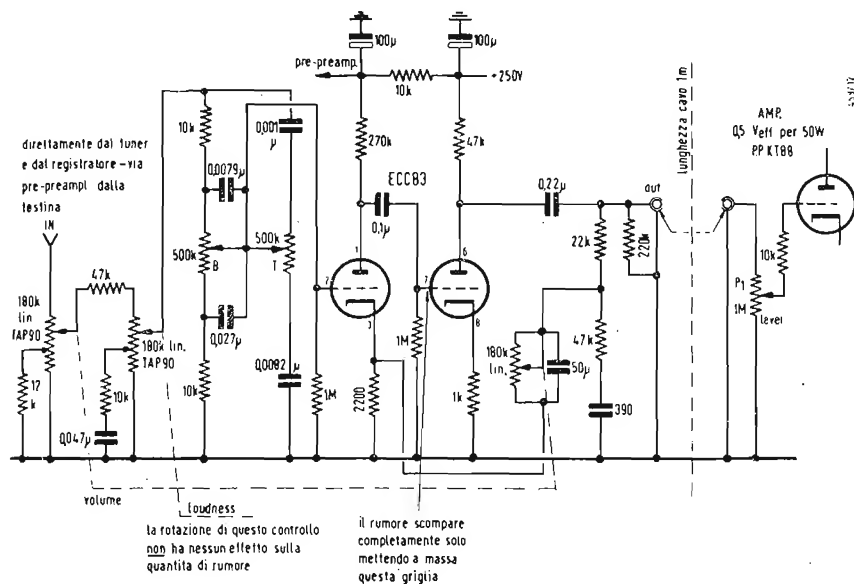 100µ
100µ
pre-preamp.
10k
+250V
direttamente dal tuner
e dal registratore - via
pre-preampl dalla
testina
IN
10k
0,001
µ
0,0079µ
270k
47k
ECC83
0,1µ
0,22µ
out
lunghezza cavo 1m
AMP.
0,5 Veff per 50W
PP KT88
47k
500k
B
500k
T
1
2
3
6
7
8
22k
220k
10k
P1
1M
level
180k
lin
TAP90
180k lin.
TAP90
0,027µ
0,0082 µ
1M
180k
lin.
50µ
47k
12
k
10k
10k
1M
2200
1k
390
0,047µ
volume
loudness
la rotazione di questo controllo
non ha nessun effetto sulla
quantità di rumore
il rumore scompare
completamente solo
mettendo a massa
questa griglia